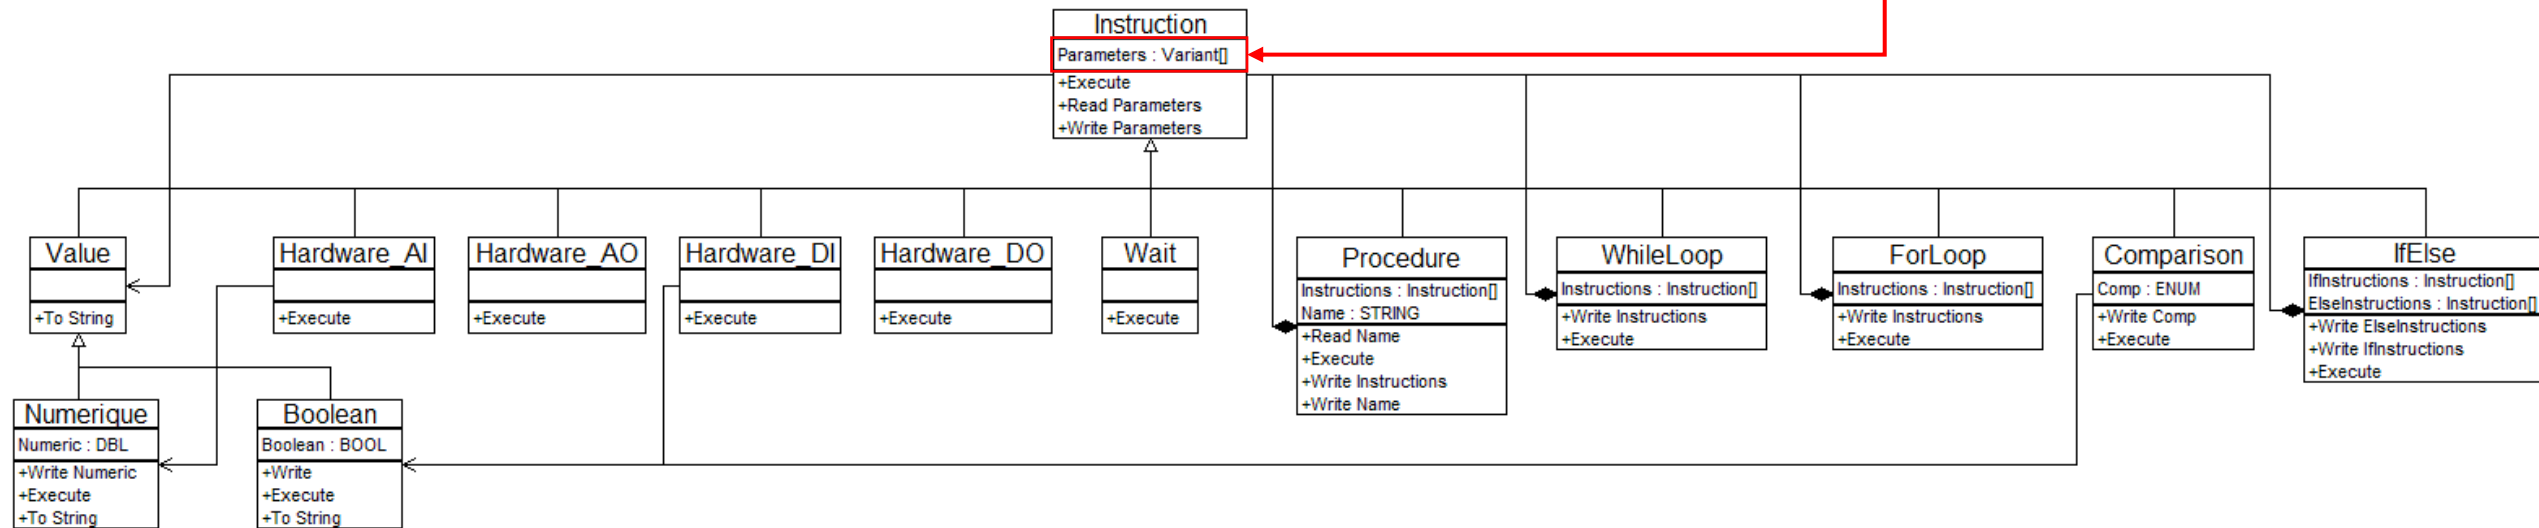 Instruction
Parameters : Variant[]
+Execute
+Read Parameters
+Write Parameters
Value
+To String
Hardware_AI
+Execute
Hardware_AO
+Execute
Hardware_DI
+Execute
Hardware_DO
+Execute
Wait
+Execute
Procedure
Instructions : Instruction[]
Name : STRING
+Read Name
+Execute
+Write Instructions
+Write Name
WhileLoop
Instructions : Instruction[]
+Write Instructions
+Execute
ForLoop
Instructions : Instruction[]
+Write Instructions
+Execute
Comparison
Comp : ENUM
+Write Comp
+Execute
IfElse
IfInstructions : Instruction[]
ElseInstructions : Instruction[]
+Write ElseInstructions
+Write IfInstructions
+Execute
Numerique
Numeric : DBL
+Write Numeric
+Execute
+To String
Boolean
Boolean : BOOL
+Write
+Execute
+To String